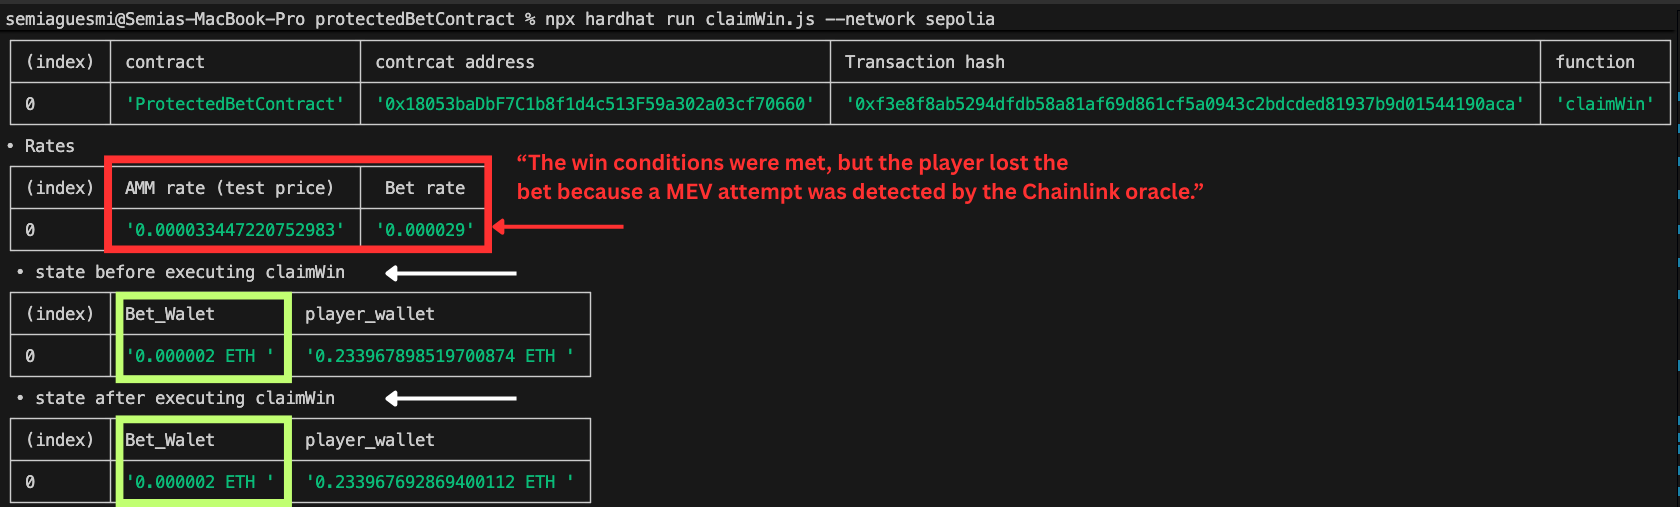 semiaguesmi@Semias-MacBook-Pro protectedBetContract % npx hardhat run claimWin.js --network sepolia
(index) contract contrcat address Transaction hash function
0 'ProtectedBetContract' '0x18053baDbF7C1b8f1d4c513F59a302a03cf70660' '0xf3e8f8ab5294dfdb58a81af69d861cf5a0943c2bdcded81937b9d01544190aca' 'claimWin'
• Rates
(index) AMM rate (test price) Bet rate
0 '0.000033447220752983' '0.000029'
“The win conditions were met, but the player lost the
bet because a MEV attempt was detected by the Chainlink oracle.”
• state before executing claimWin
(index) Bet_Walet player_wallet
0 '0.000002 ETH ' '0.233967898519700874 ETH '
• state after executing claimWin
(index) Bet_Walet player_wallet
0 '0.000002 ETH ' '0.233967692869400112 ETH '